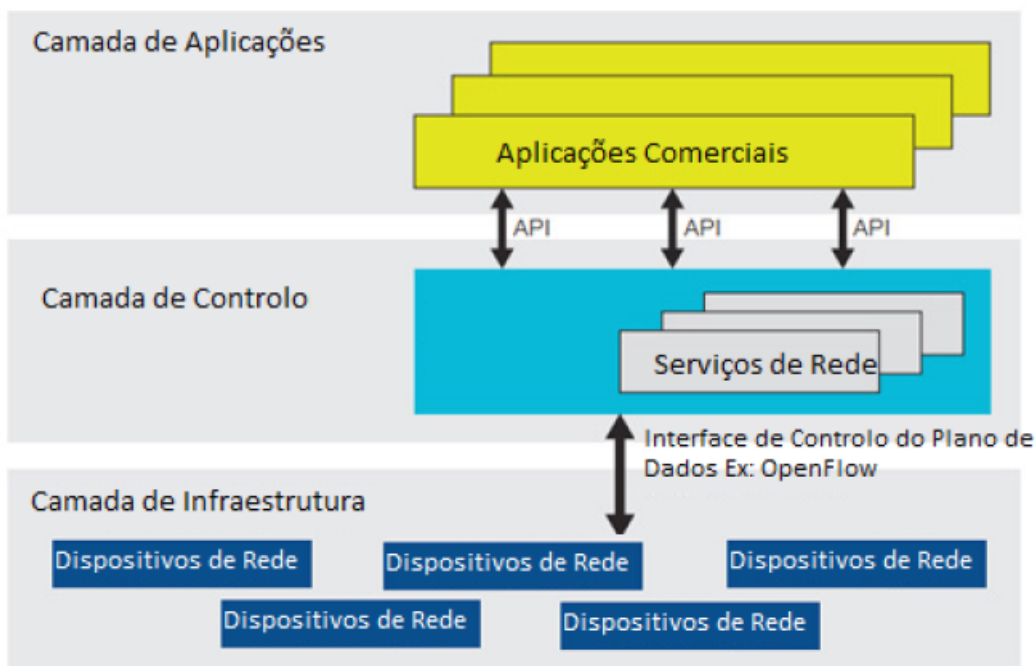 Camada de Aplicações
Aplicações Comerciais
API
API
API
Camada de Controlo
Serviços de Rede
Interface de Controlo do Plano de
Dados Ex: OpenFlow
Camada de Infraestrutura
Dispositivos de Rede
Dispositivos de Rede
Dispositivos de Rede
Dispositivos de Rede
Dispositivos de Rede